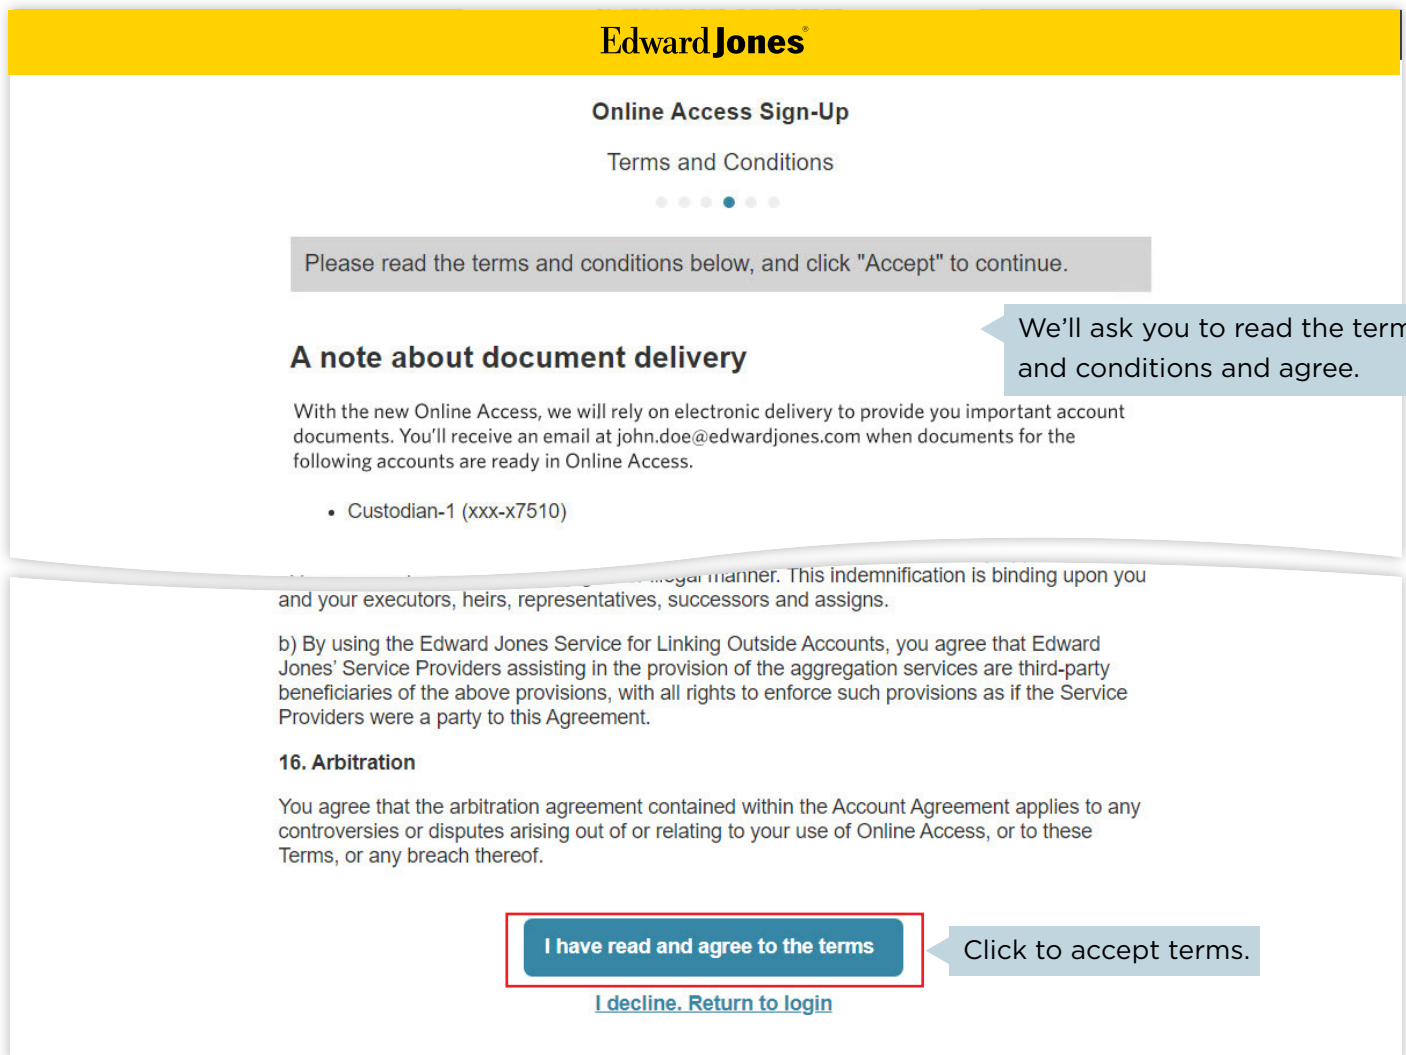 Edward Jones®
Online Access Sign-Up
Terms and Conditions
Please read the terms and conditions below, and click "Accept" to continue.
We'll ask you to read the
and conditions and agree.
A note about document delivery
With the new Online Access, we will rely on electronic delivery to provide you important account
documents. You'll receive an email at john.doe@edwardjones.com when documents for the
following accounts are ready in Online Access.
• Custodian-1 (xxx-x7510)
manner. This indemnification is binding upon you
and your executors, heirs, representatives, successors and assigns.
b) By using the Edward Jones Service for Linking Outside Accounts, you agree that Edward
Jones' Service Providers assisting in the provision of the aggregation services are third-party
beneficiaries of the above provisions, with all rights to enforce such provisions as if the Service
Providers were a party to this Agreement.
16. Arbitration
You agree that the arbitration agreement contained within the Account Agreement applies to any
controversies or disputes arising out of or relating to your use of Online Access, or to these
Terms, or any breach thereof.
I have read and agree to the terms
Click to accept terms.
I decline. Return to login